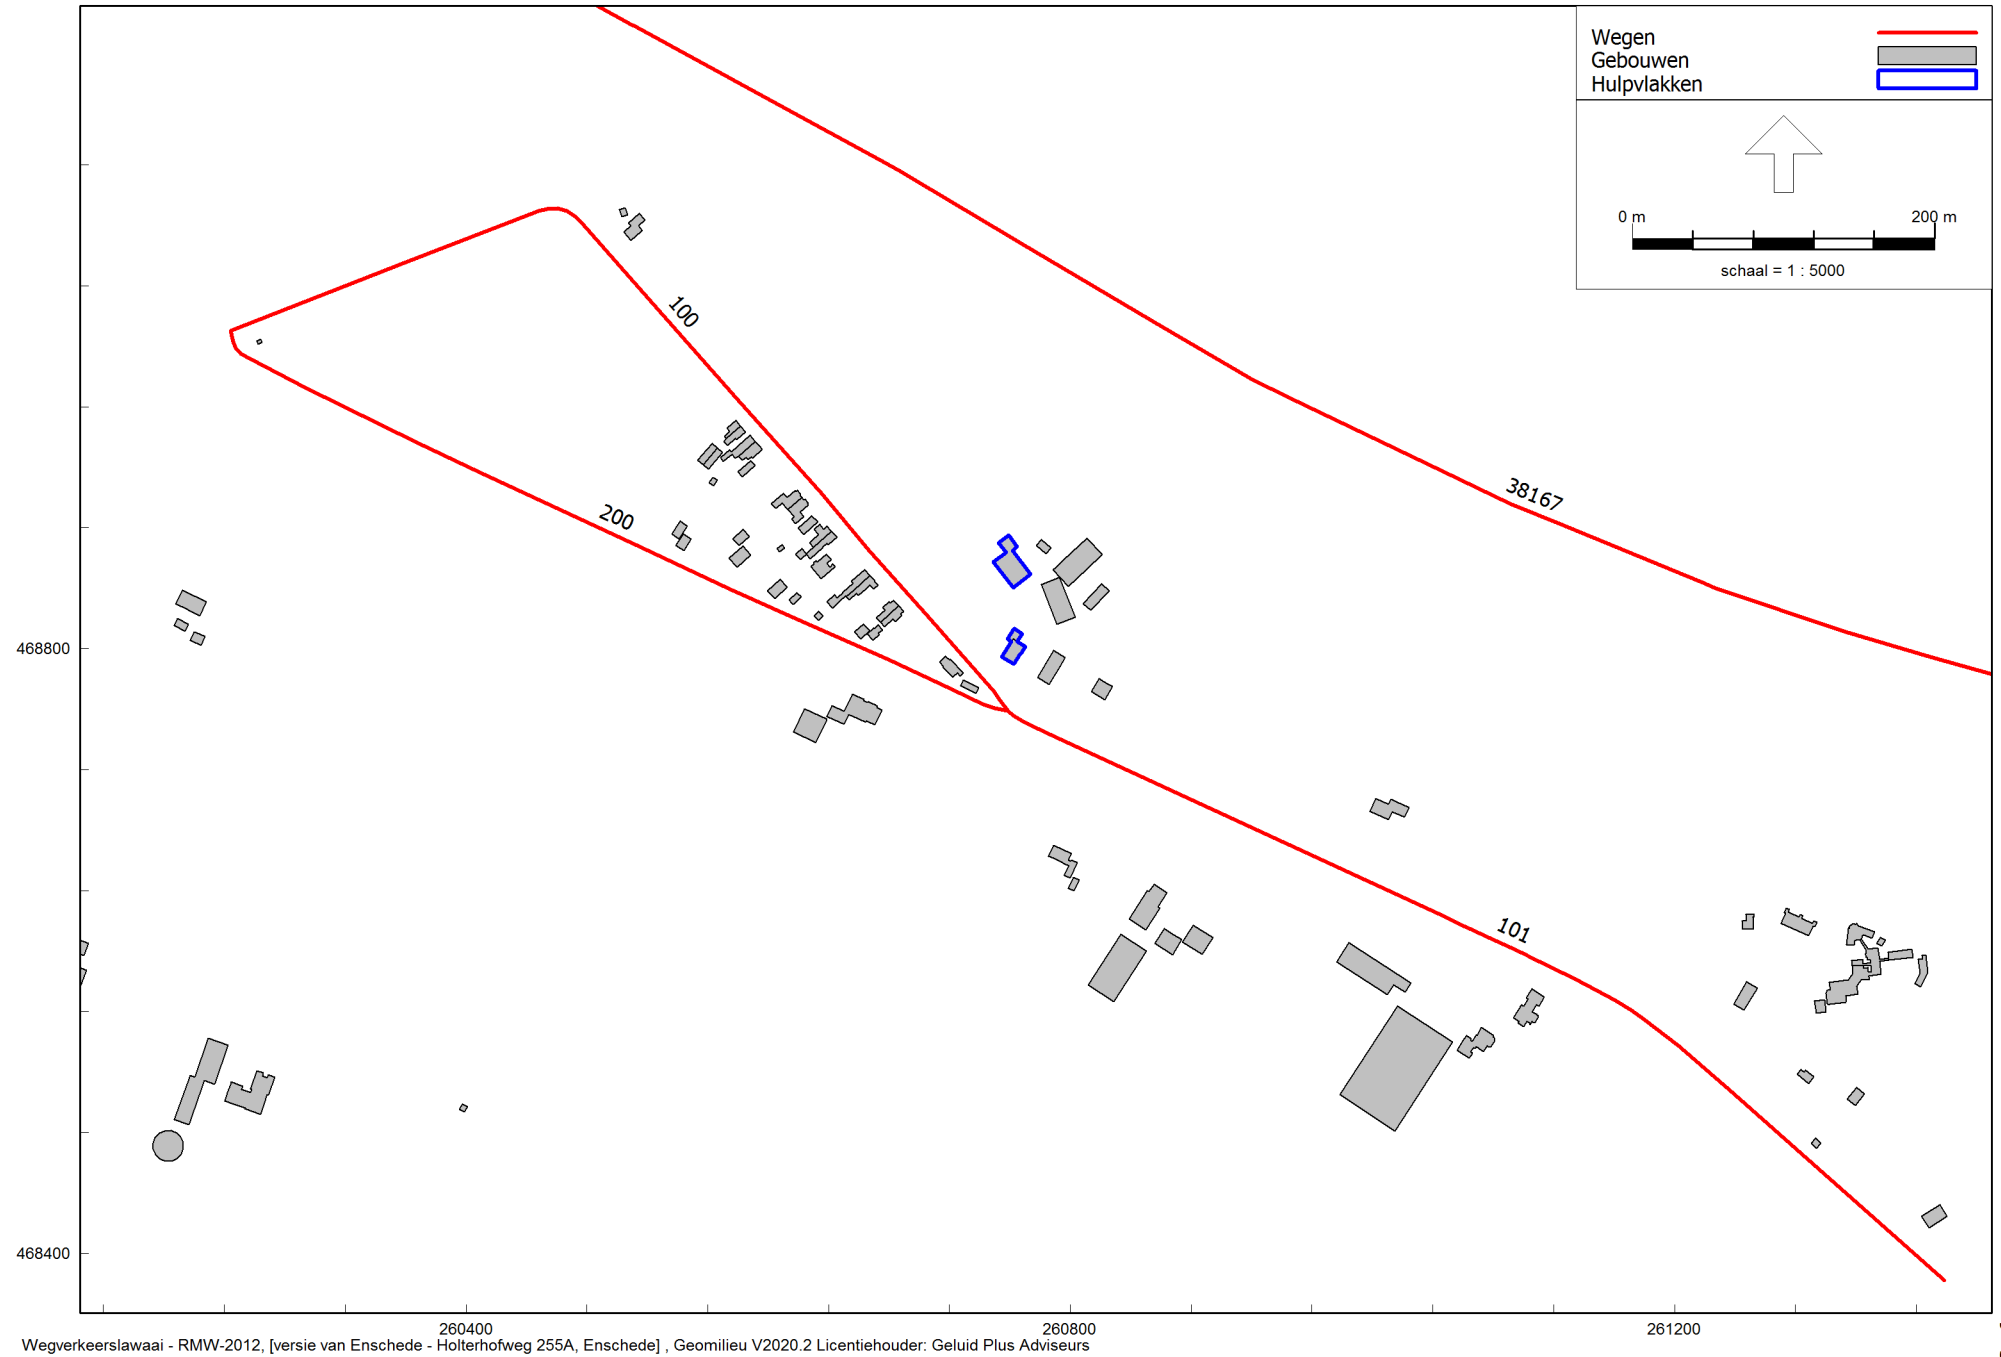 Wegen
Gebouwen
Hulpvlakken
0 m 200 m
schaal = 1 : 5000
100
38167
200
468800
101
468400
260400 260800 261200
Wegverkeerslawaai - RMW-2012, [versie van Enschede - Holterhofweg 255A, Enschede] , Geomilieu V2020.2 Licentiehouder: Geluid Plus Adviseurs